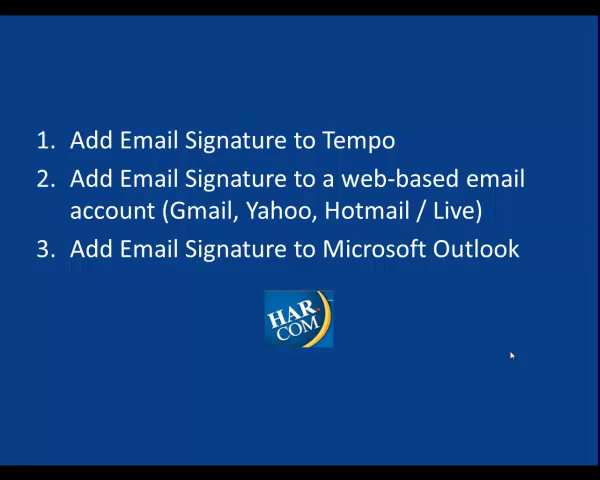 1. Add Email Signature to Tempo
2. Add Email Signature to a web-based email
account (Gmail, Yahoo, Hotmail / Live)
3. Add Email Signature to Microsoft Outlook
HAR.
COM